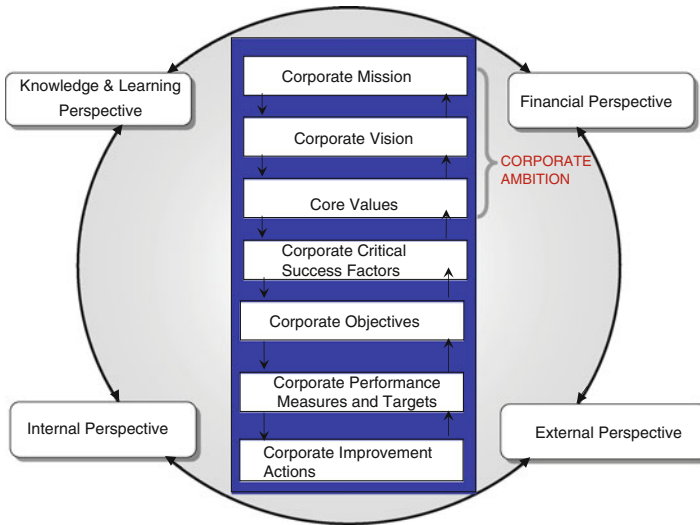 Knowledge & Learning
Perspective
Financial Perspective
Corporate Mission
Corporate Vision
Core Values
CORPORATE
AMBITION
Corporate Critical
Success Factors
Corporate Objectives
Corporate Performance
Measures and Targets
Corporate Improvement
Actions
Internal Perspective
External Perspective